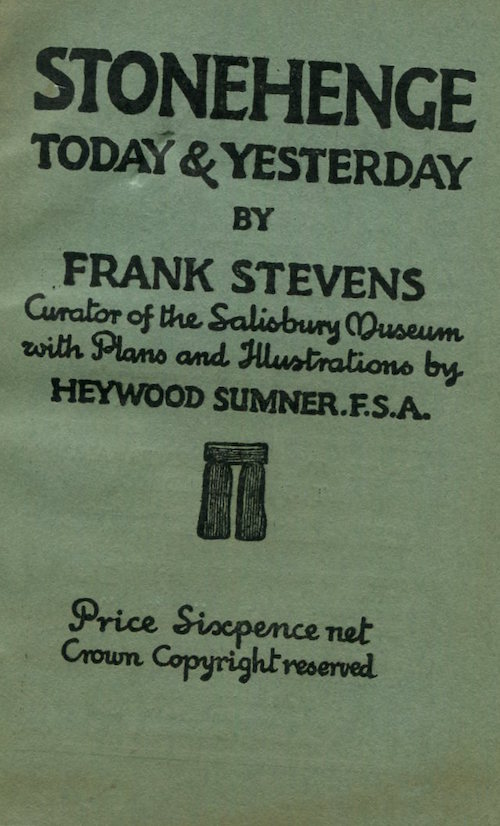 STONEHENGE
TODAY & YESTERDAY
BY
FRANK STEVENS
Curator of the Salisbury Museum
with Plans and Illustrations by
HEYWOOD SUMNER.F.S.A.
Price Sixpence net
Crown Copyright reserved